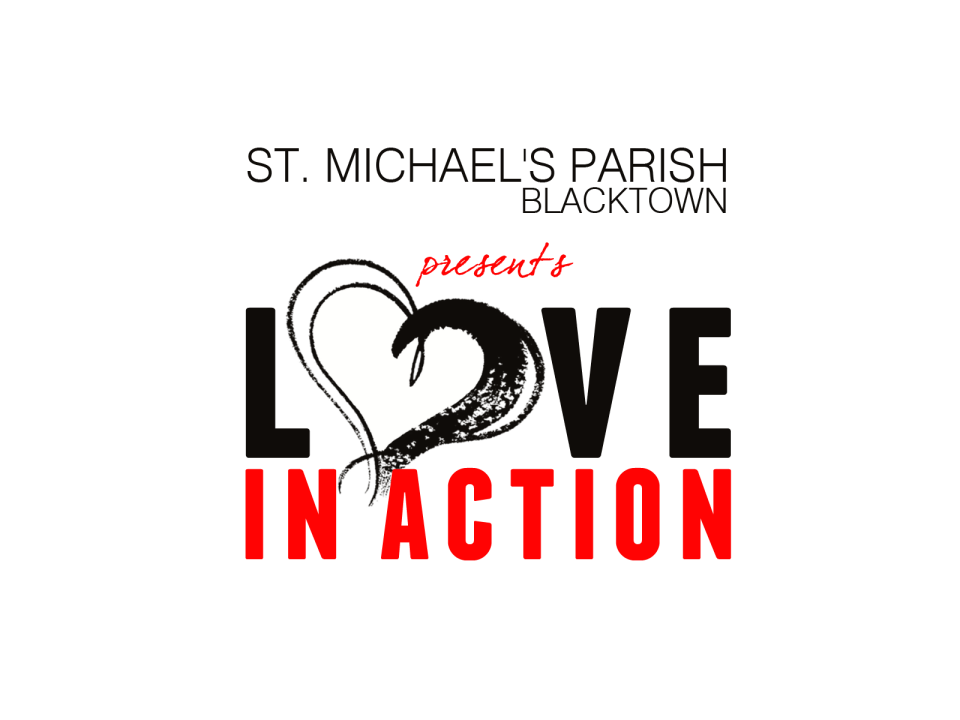 ST. MICHAEL'S PARISH
BLACKTOWN
presents
LOVE
IN ACTION